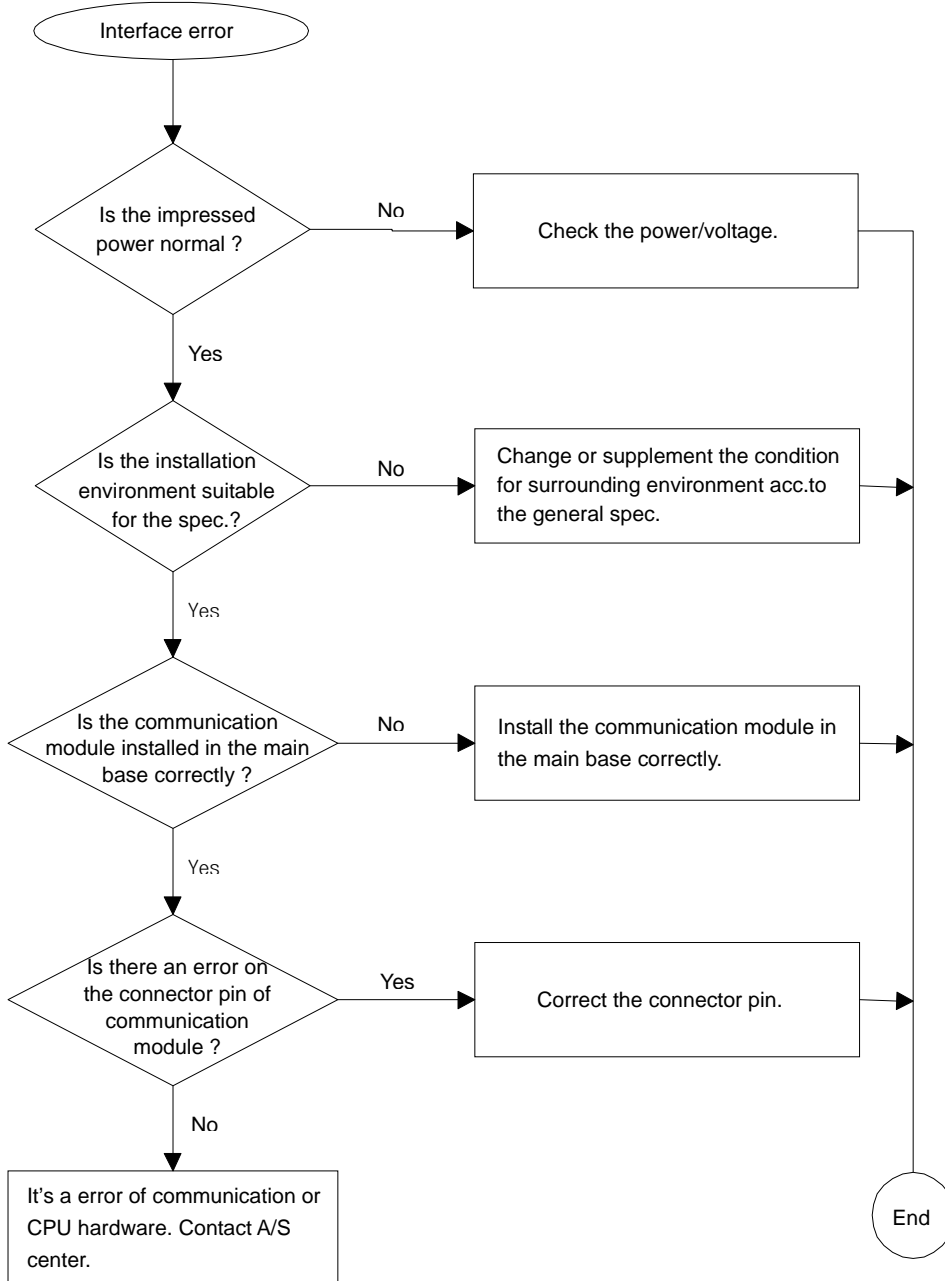 Interface error
Is the impressed
power normal ?
No
Check the power/voltage.
Yes
Is the installation
environment suitable
for the spec.?
No
Change or supplement the condition
for surrounding environment acc.to
the general spec.
Yes
Is the communication
module installed in the main
base correctly ?
No
Install the communication module in
the main base correctly.
Yes
Is there an error on
the connector pin of
communication
module ?
Yes
Correct the connector pin.
No
It's a error of communication or
CPU hardware. Contact A/S
center.
End